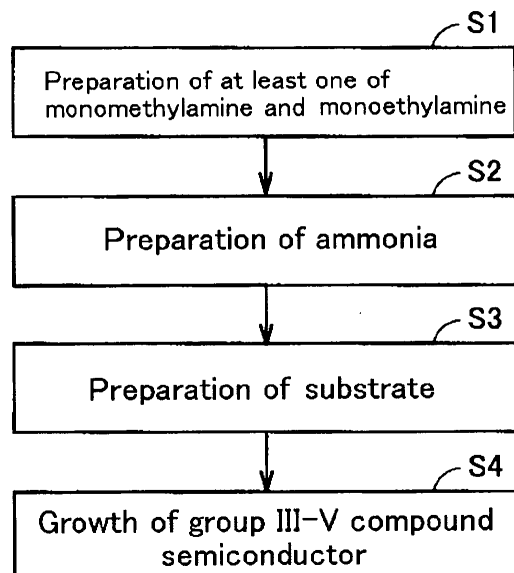 S1
Preparation of at least one of
monomethylamine and monoethylamine
S2
Preparation of ammonia
S3
Preparation of substrate
S4
Growth of group III-V compound
semiconductor